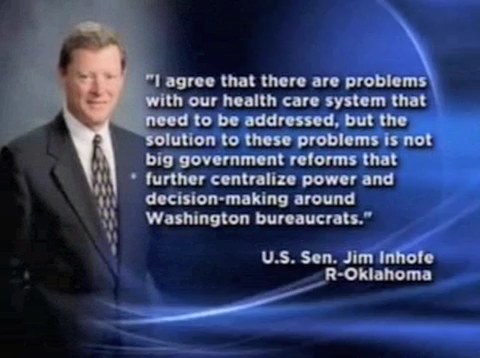 "I agree that there are problems
with our health care system that
need to be addressed, but the
solution to these problems is not
big government reforms that
further centralize power and
decision-making around
Washington bureaucrats."
U.S. Sen. Jim Inhofe
R-Oklahoma